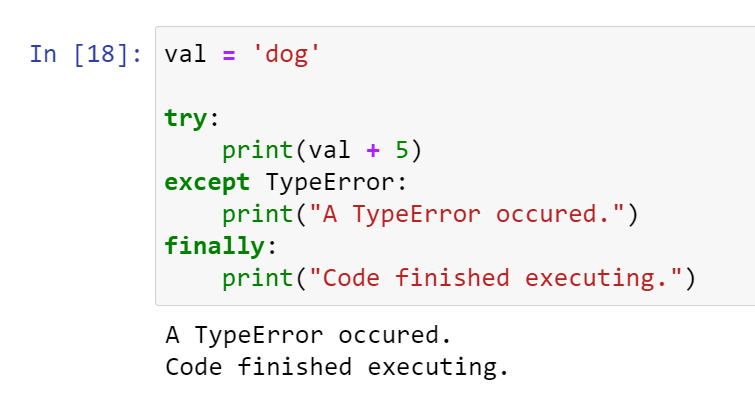 In [18]: val = 'dog'
try:
    print(val + 5)
except TypeError:
    print("A TypeError occured.")
finally:
    print("Code finished executing.")
A TypeError occured.
Code finished executing.